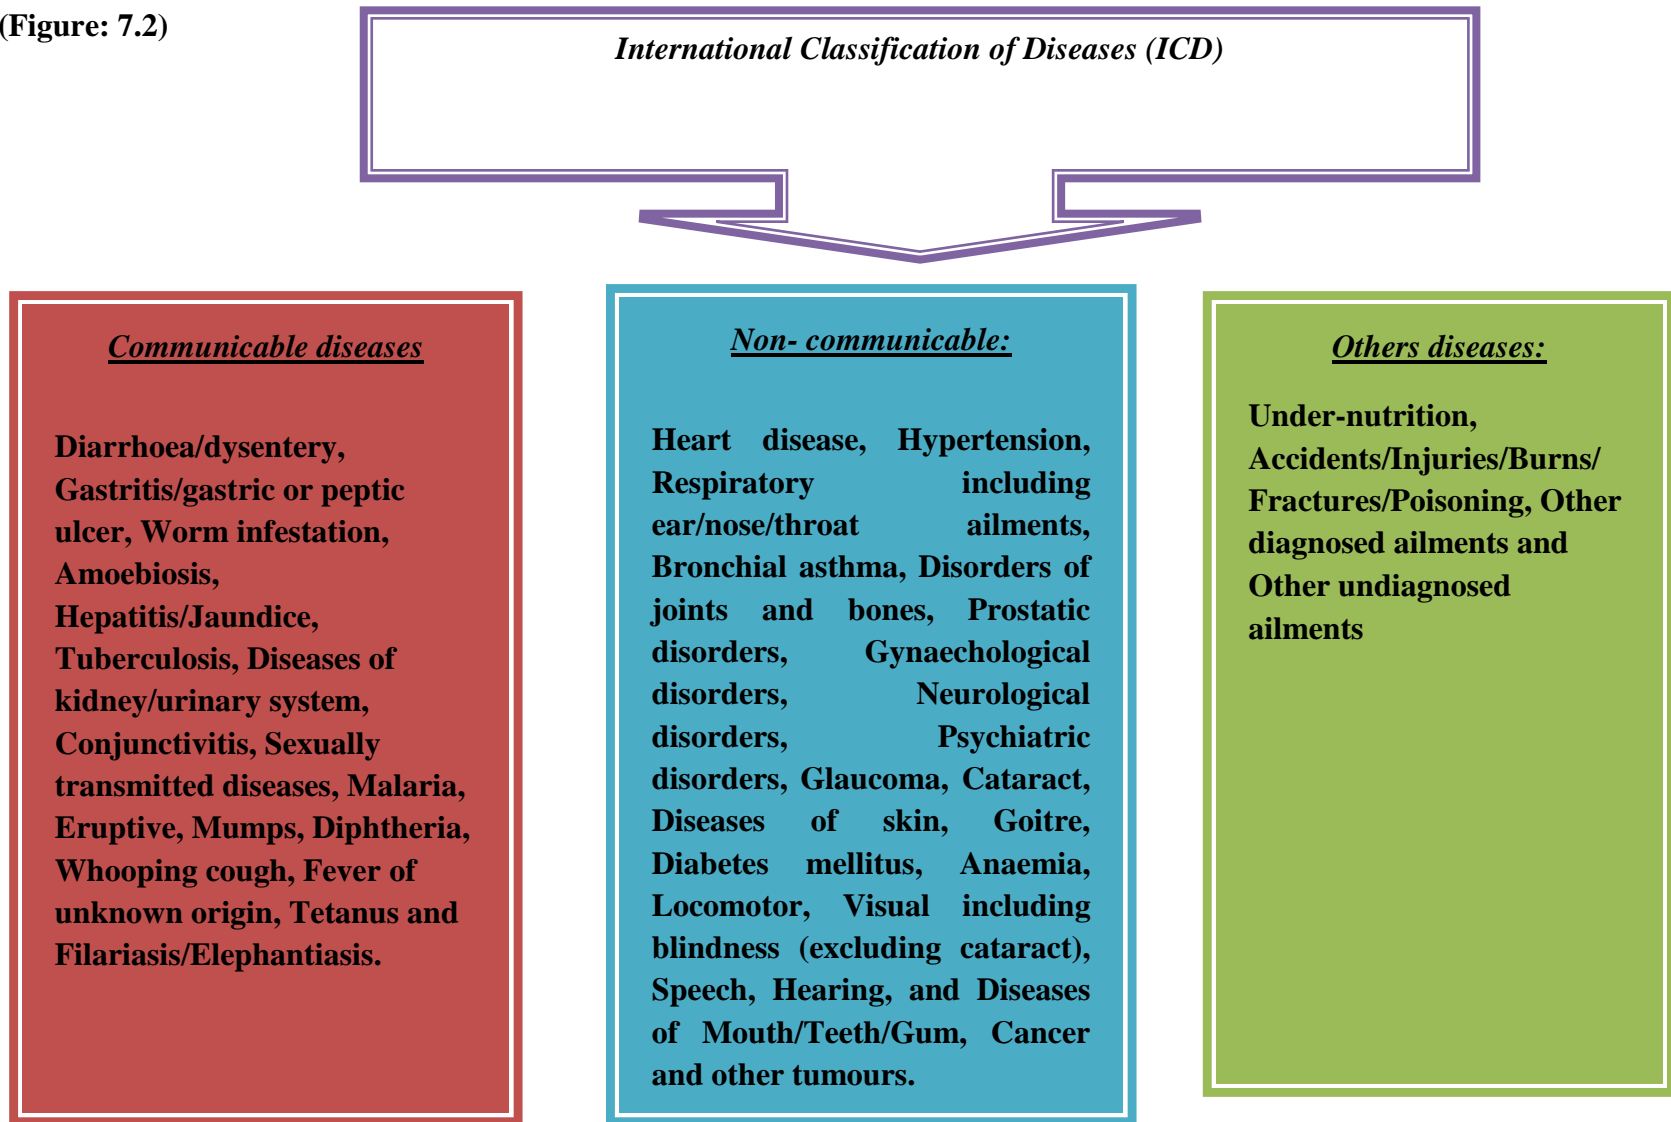 (Figure: 7.2)
International Classification of Diseases (ICD)
Communicable diseases
Diarrhoea/dysentery,
Gastritis/gastric or peptic
ulcer, Worm infestation,
Amoebiosis,
Hepatitis/Jaundice,
Tuberculosis, Diseases of
kidney/urinary system,
Conjunctivitis, Sexually
transmitted diseases, Malaria,
Eruptive, Mumps, Diphtheria,
Whooping cough, Fever of
unknown origin, Tetanus and
Filariasis/Elephantiasis.
Non- communicable:
Heart disease, Hypertension,
Respiratory including
ear/nose/throat ailments,
Bronchial asthma, Disorders of
joints and bones, Prostatic
disorders, Gynaechological
disorders, Neurological
disorders, Psychiatric
disorders, Glaucoma, Cataract,
Diseases of skin, Goitre,
Diabetes mellitus, Anaemia,
Locomotor, Visual including
blindness (excluding cataract),
Speech, Hearing, and Diseases
of Mouth/Teeth/Gum, Cancer
and other tumours.
Others diseases:
Under-nutrition,
Accidents/Injuries/Burns/
Fractures/Poisoning, Other
diagnosed ailments and
Other undiagnosed
ailments